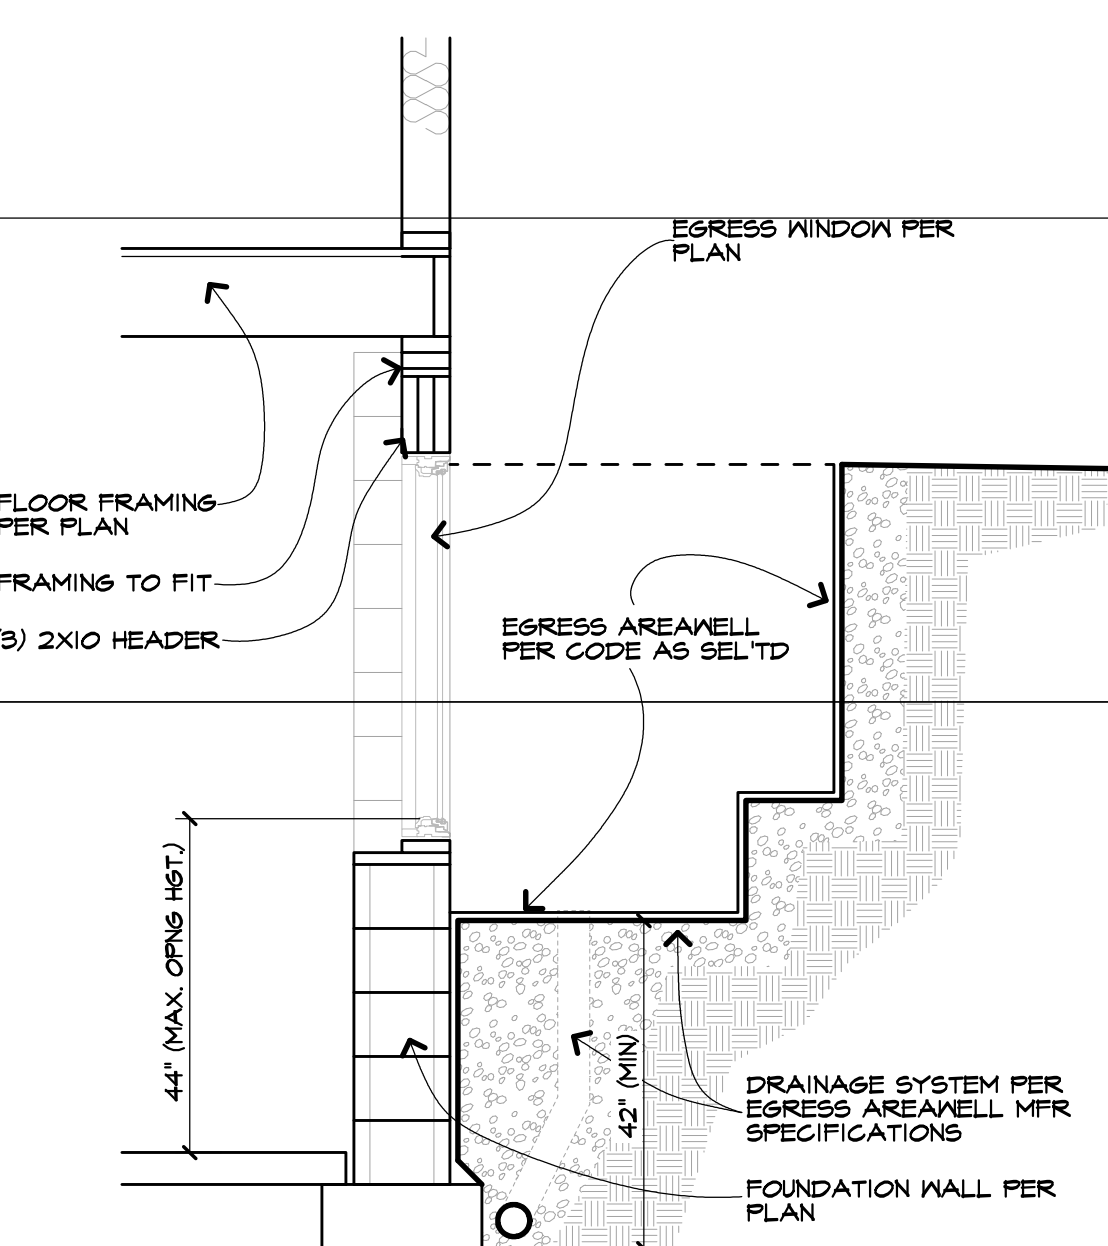 EGRESS WINDOW PER
PLAN
FLOOR FRAMING
PER PLAN
FRAMING TO FIT
3) 2X10 HEADER
EGRESS AREAWELL
PER CODE AS SEL'TD
44" (MAX. OPNG HGT.)
42" (MIN)
DRAINAGE SYSTEM PER
EGRESS AREAWELL MFR
SPECIFICATIONS
FOUNDATION WALL PER
PLAN